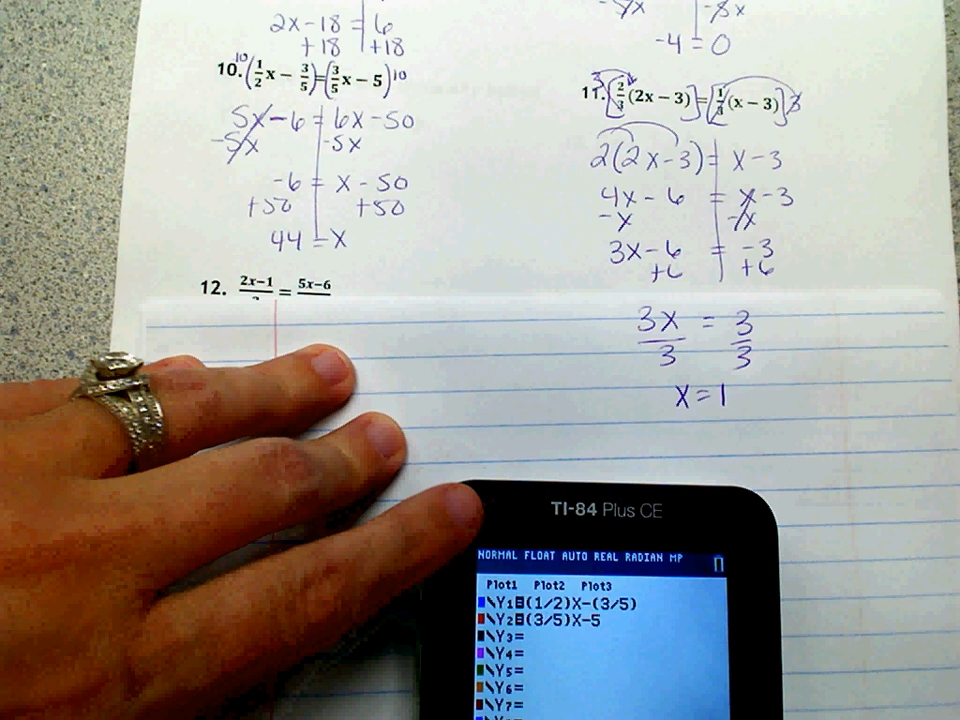 2x-18 = 6
+18 +18
10. 10(1/2x - 3/5) = (3/5x - 5)10
5x-6 = 6x-50
-5x -5x
-6 = x-50
+50 +50
44 = x
12. 2x-1 = 5x-6
-8x
-4 = 0
11. 3[2/3(2x - 3)] = [1/3(x - 3)]3
2(2x-3) = x-3
4x-6 = x-3
-x -x
3x-6 = -3
+6 +6
3x = 3
3 3
x=1
TI-84 Plus CE
NORMAL FLOAT AUTO REAL RADIAN MP
Plot1 Plot2 Plot3
\Y1=(1/2)X-(3/5)
\Y2=(3/5)X-5
\Y3=
\Y4=
\Y5=
\Y6=
\Y7=